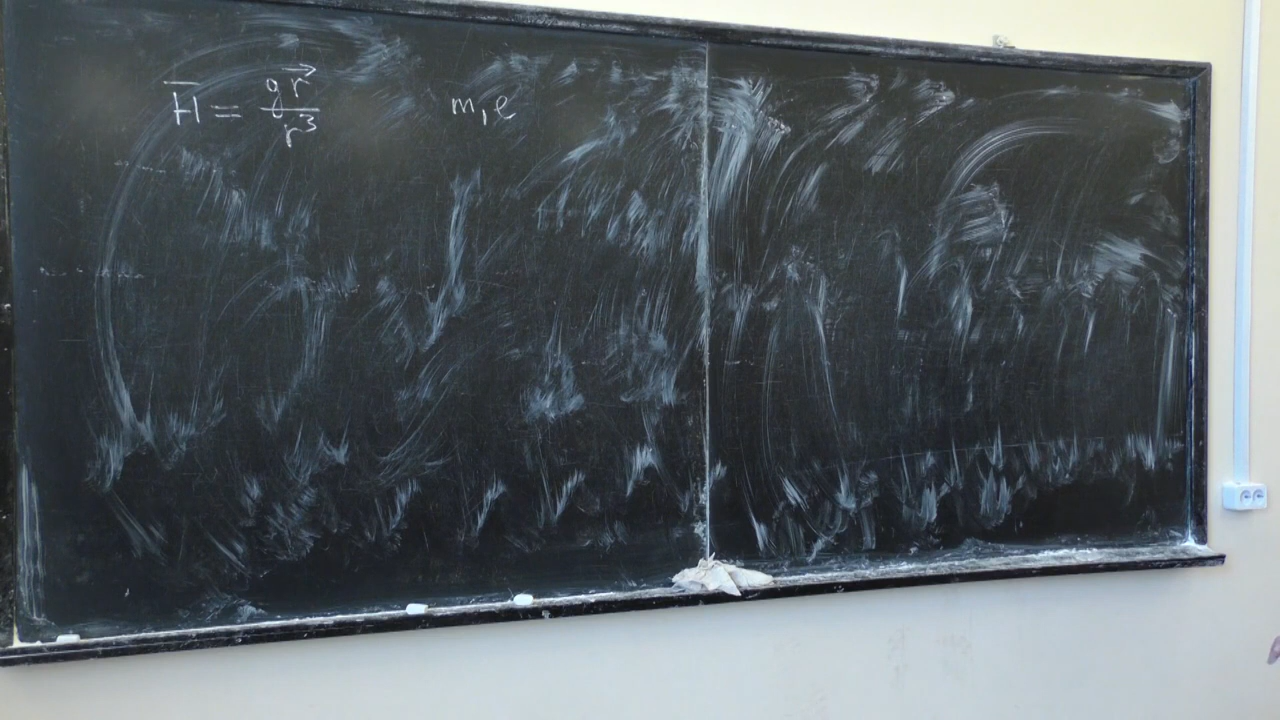 H̄ = g r⃗ / r³
m, e